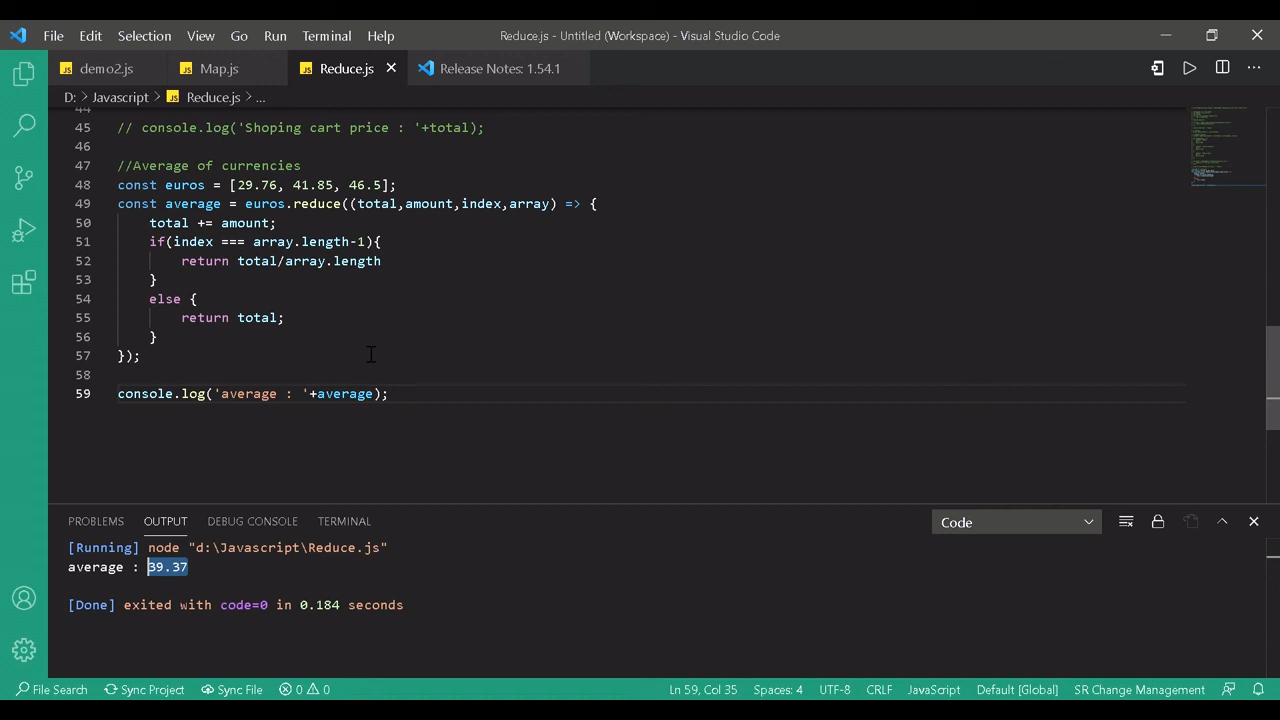 File Edit Selection View Go Run Terminal Help Reduce.js - Untitled (Workspace) - Visual Studio Code
JS demo2.js JS Map.js JS Reduce.js Release Notes: 1.54.1
D: > Javascript > JS Reduce.js > ...
44
45 // console.log('Shoping cart price : '+total);
46
47 //Average of currencies
48 const euros = [29.76, 41.85, 46.5];
49 const average = euros.reduce((total,amount,index,array) => {
50 total += amount;
51 if(index === array.length-1){
52 return total/array.length
53 }
54 else {
55 return total;
56 }
57 });
58
59 console.log('average : '+average);
PROBLEMS OUTPUT DEBUG CONSOLE TERMINAL Code
[Running] node "d:\Javascript\Reduce.js"
average : 39.37
[Done] exited with code=0 in 0.184 seconds
File Search Sync Project Sync File 0 0 Ln 59, Col 35 Spaces: 4 UTF-8 CRLF JavaScript Default [Global] SR Change Management